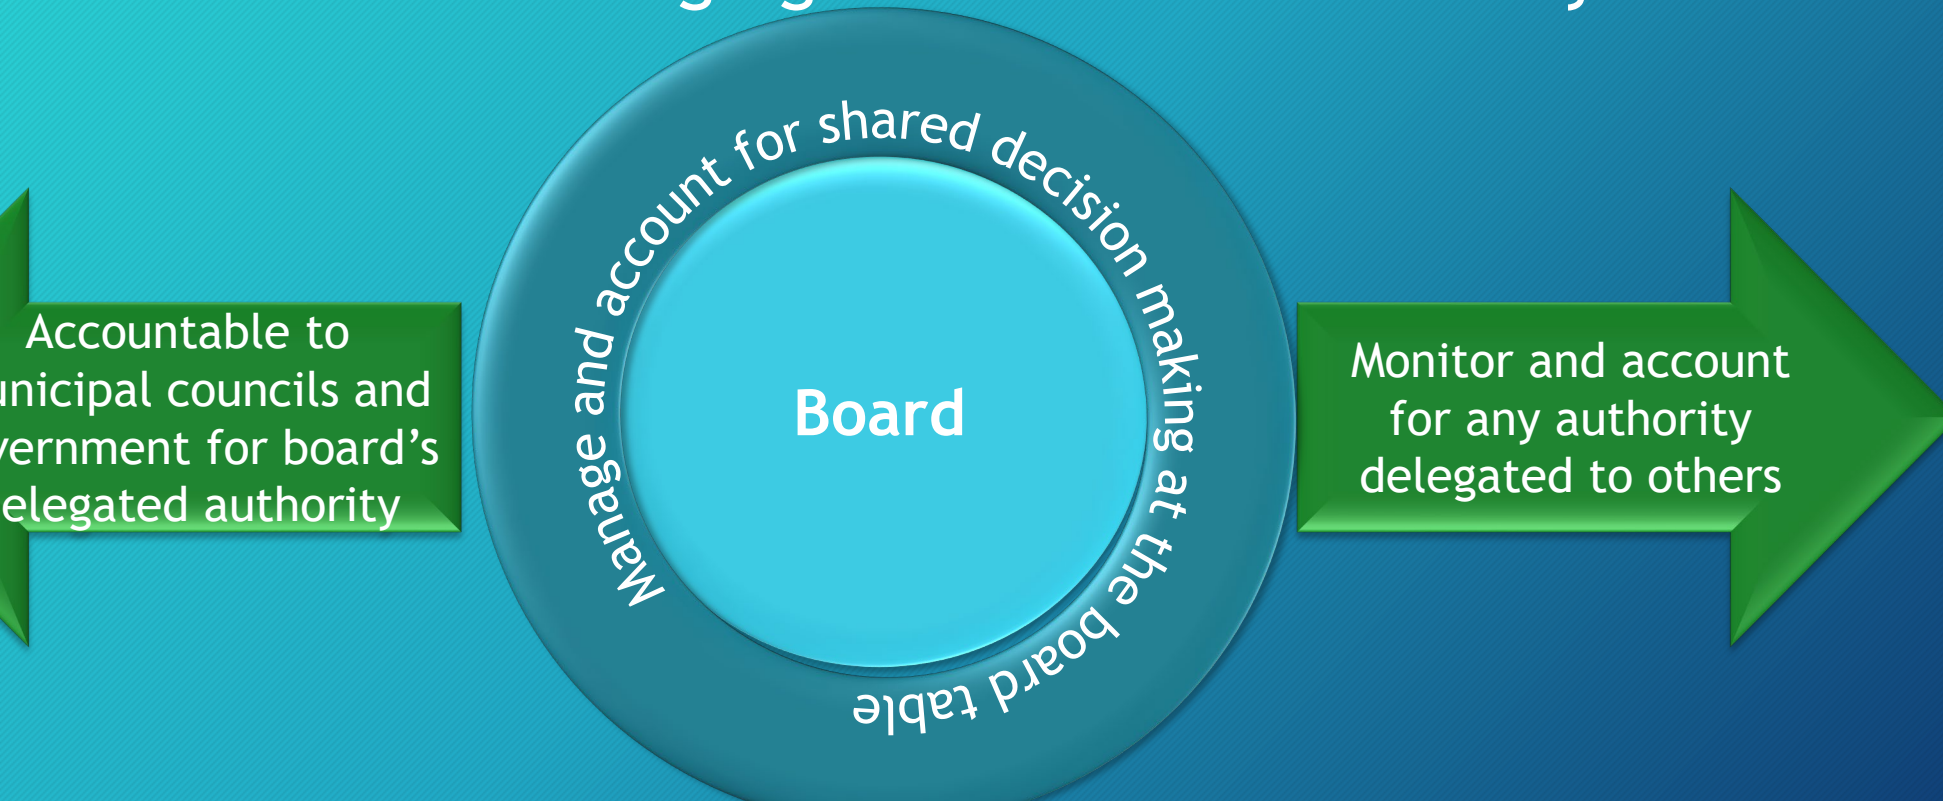 Manage and account for shared decision making at the board table
Accountable to
unicipal councils and
vernment for board's
elegated authority
Board
Monitor and account
for any authority
delegated to others